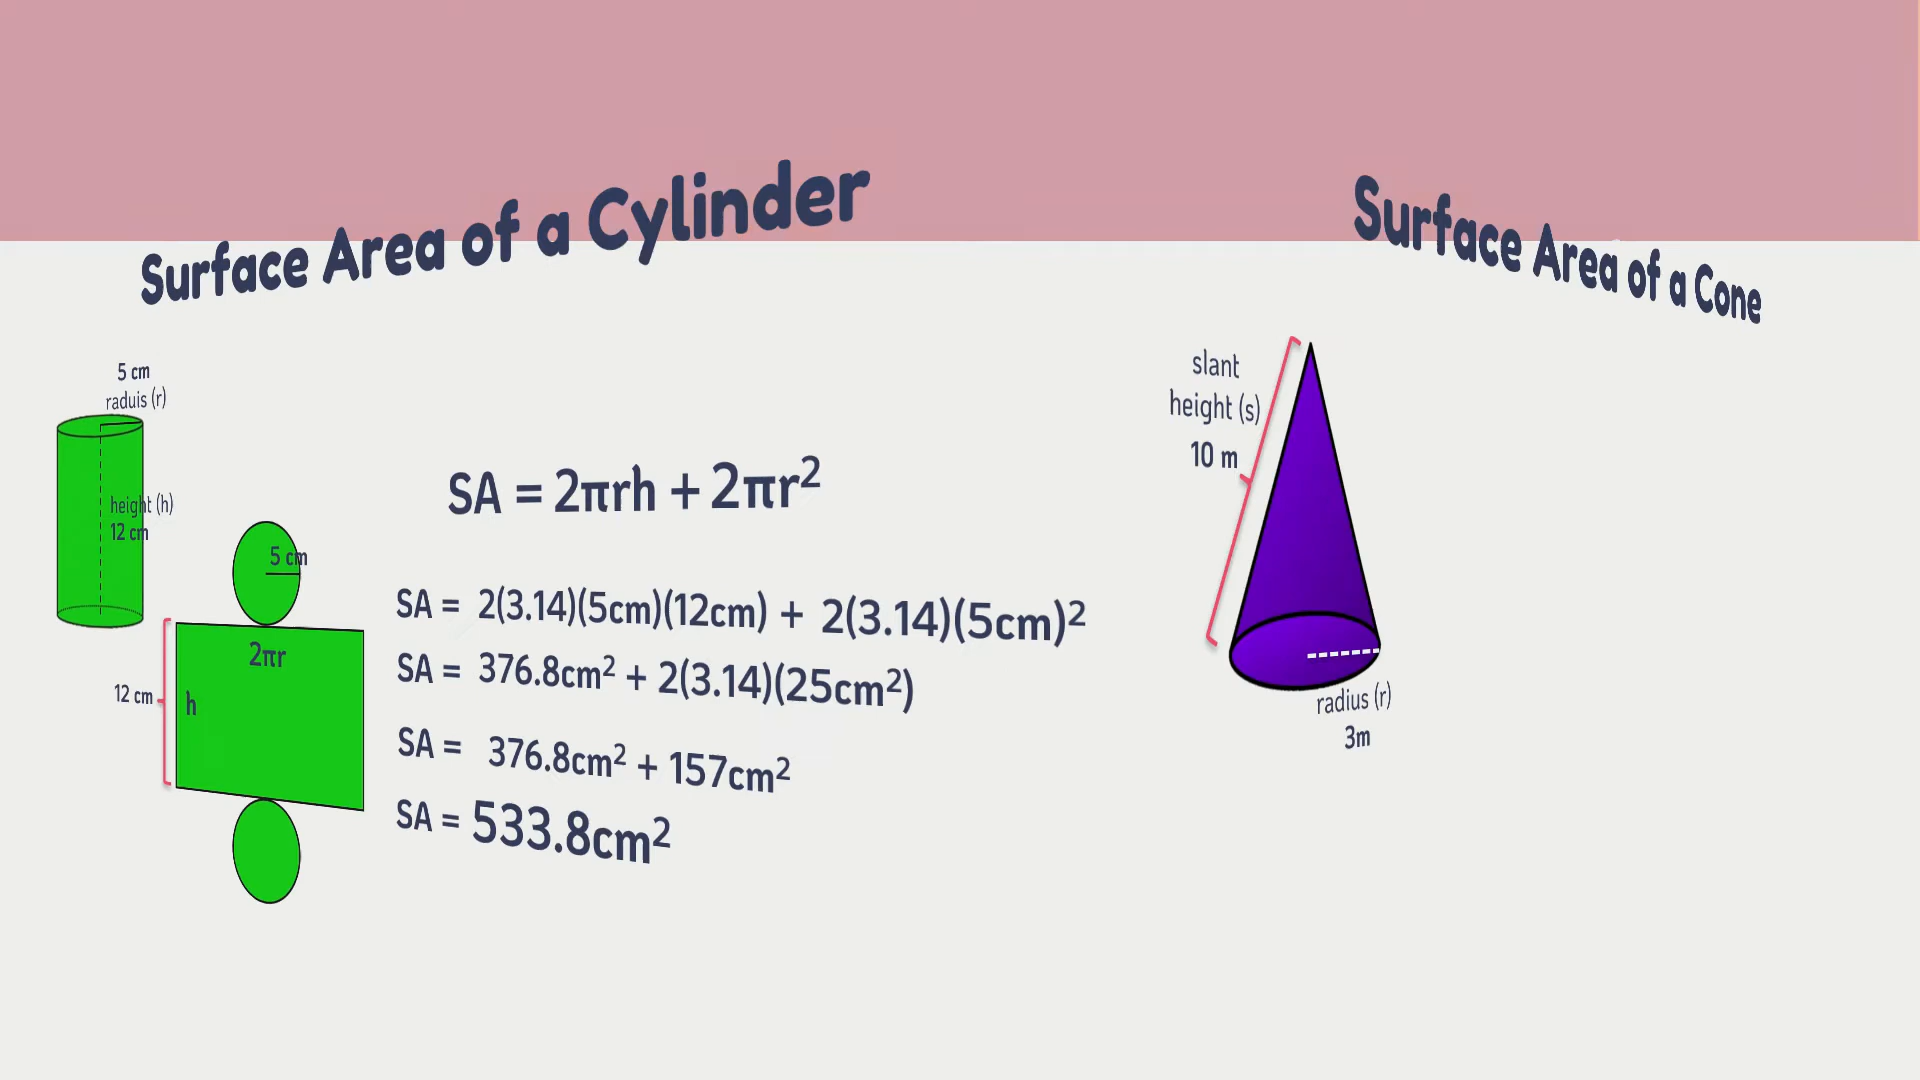 Surface Area of a Cylinder
5 cm
raduis (r)
height (h)
12 cm
5 cm
2πr
12 cm
h
SA = 2πrh + 2πr²
SA = 2(3.14)(5cm)(12cm) + 2(3.14)(5cm)²
SA = 376.8cm² + 2(3.14)(25cm²)
SA = 376.8cm² + 157cm²
SA = 533.8cm²
Surface Area of a Cone
slant
height (s)
10 m
radius (r)
3m